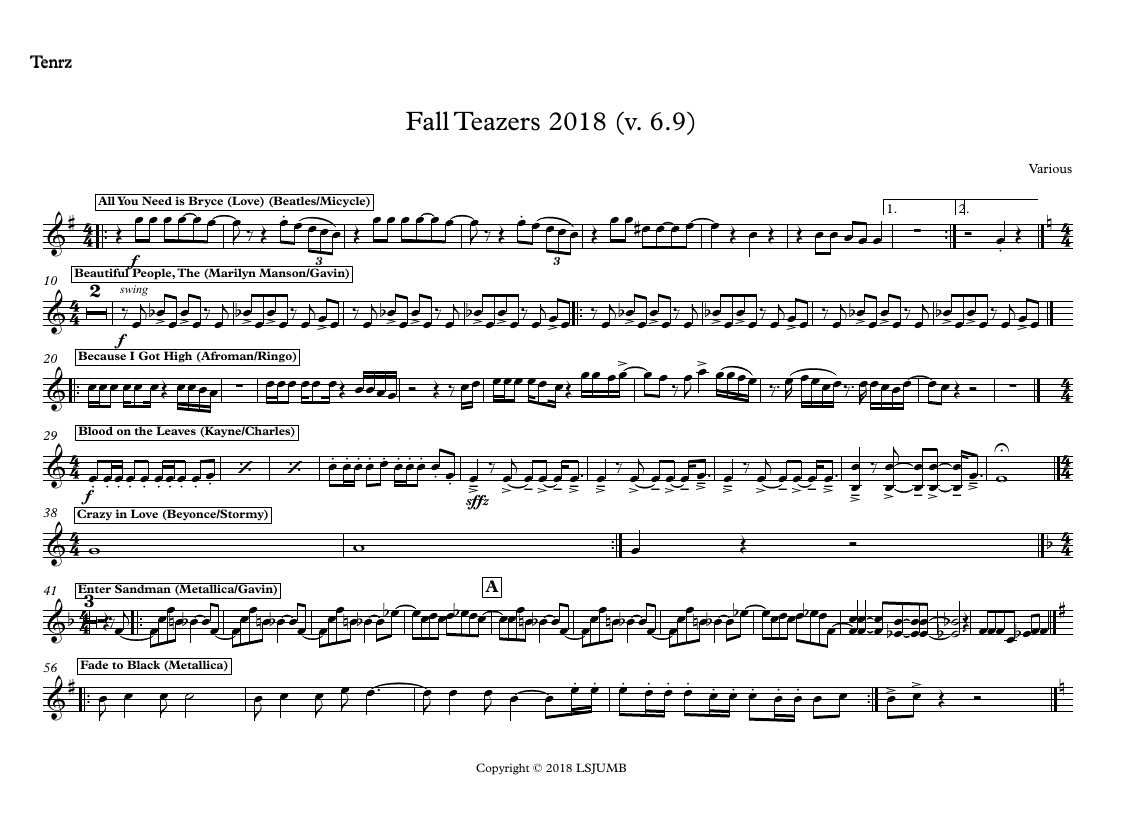 Tenrz
Fall Teazers 2018 (v. 6.9)
Various
All You Need is Bryce (Love) (Beatles/Micycle)
1.
2.
f
3
3
10
Beautiful People, The (Marilyn Manson/Gavin)
2
swing
f
20
Because I Got High (Afroman/Ringo)
29
Blood on the Leaves (Kayne/Charles)
f
sffz
38
Crazy in Love (Beyonce/Stormy)
41
Enter Sandman (Metallica/Gavin)
3
A
56
Fade to Black (Metallica)
Copyright © 2018 LSJUMB